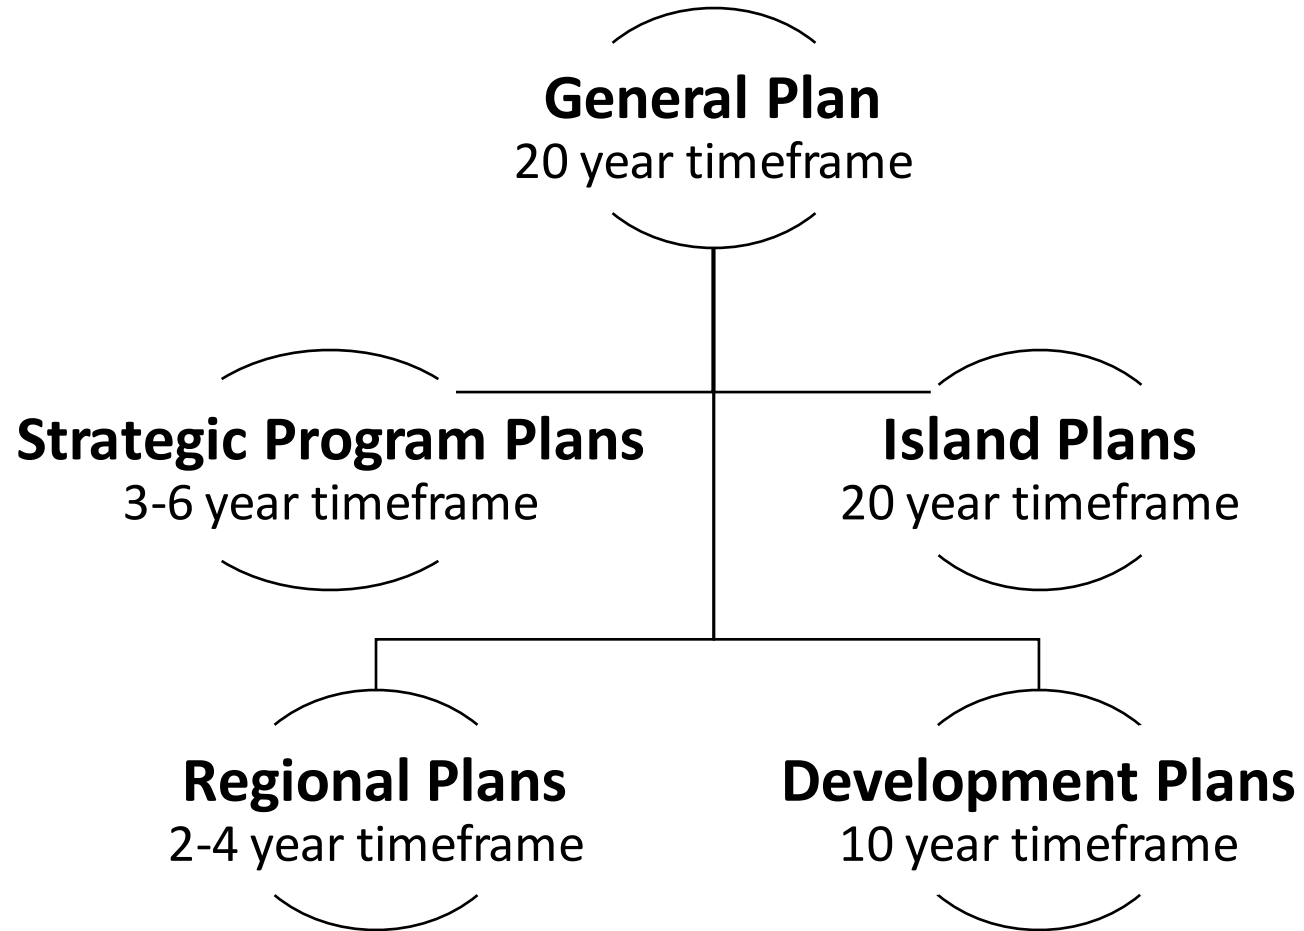 General Plan
20 year timeframe
Strategic Program Plans
3-6 year timeframe
Island Plans
20 year timeframe
Regional Plans
2-4 year timeframe
Development Plans
10 year timeframe